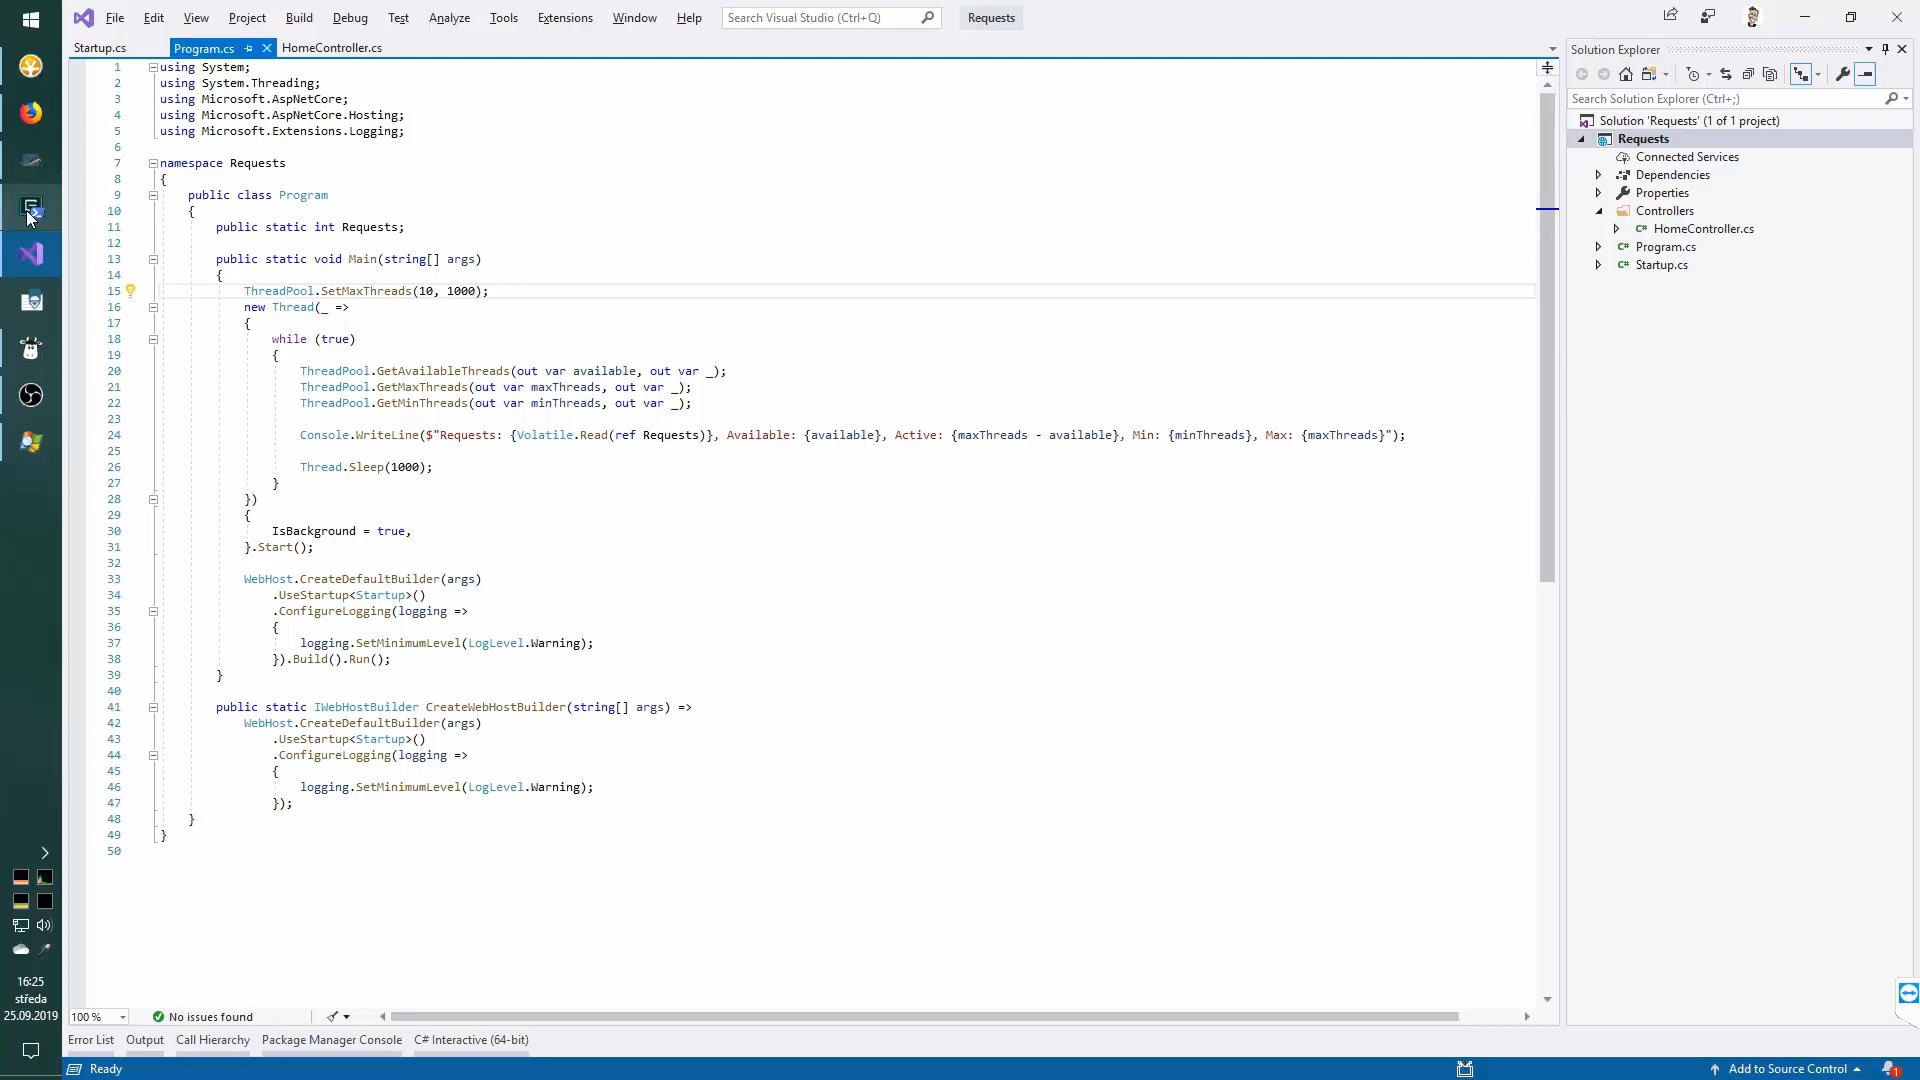 File Edit View Project Build Debug Test Analyze Tools Extensions Window Help Search Visual Studio (Ctrl+Q) Requests
Startup.cs Program.cs HomeController.cs
1 using System;
2 using System.Threading;
3 using Microsoft.AspNetCore;
4 using Microsoft.AspNetCore.Hosting;
5 using Microsoft.Extensions.Logging;
6
7 namespace Requests
8 {
9 public class Program
10 {
11 public static int Requests;
12
13 public static void Main(string[] args)
14 {
15 ThreadPool.SetMaxThreads(10, 1000);
16 new Thread(_ =>
17 {
18 while (true)
19 {
20 ThreadPool.GetAvailableThreads(out var available, out var _);
21 ThreadPool.GetMaxThreads(out var maxThreads, out var _);
22 ThreadPool.GetMinThreads(out var minThreads, out var _);
23
24 Console.WriteLine($"Requests: {Volatile.Read(ref Requests)}, Available: {available}, Active: {maxThreads - available}, Min: {minThreads}, Max: {maxThreads}");
25
26 Thread.Sleep(1000);
27 }
28 })
29 {
30 IsBackground = true,
31 }.Start();
32
33 WebHost.CreateDefaultBuilder(args)
34 .UseStartup<Startup>()
35 .ConfigureLogging(logging =>
36 {
37 logging.SetMinimumLevel(LogLevel.Warning);
38 }).Build().Run();
39 }
40
41 public static IWebHostBuilder CreateWebHostBuilder(string[] args) =>
42 WebHost.CreateDefaultBuilder(args)
43 .UseStartup<Startup>()
44 .ConfigureLogging(logging =>
45 {
46 logging.SetMinimumLevel(LogLevel.Warning);
47 });
48 }
49 }
50
100 % No issues found
Error List Output Call Hierarchy Package Manager Console C# Interactive (64-bit)
Ready Add to Source Control 1
Solution Explorer
Search Solution Explorer (Ctrl+;)
Solution 'Requests' (1 of 1 project)
Requests
Connected Services
Dependencies
Properties
Controllers
C# HomeController.cs
C# Program.cs
C# Startup.cs
16:25
středa
25.09.2019